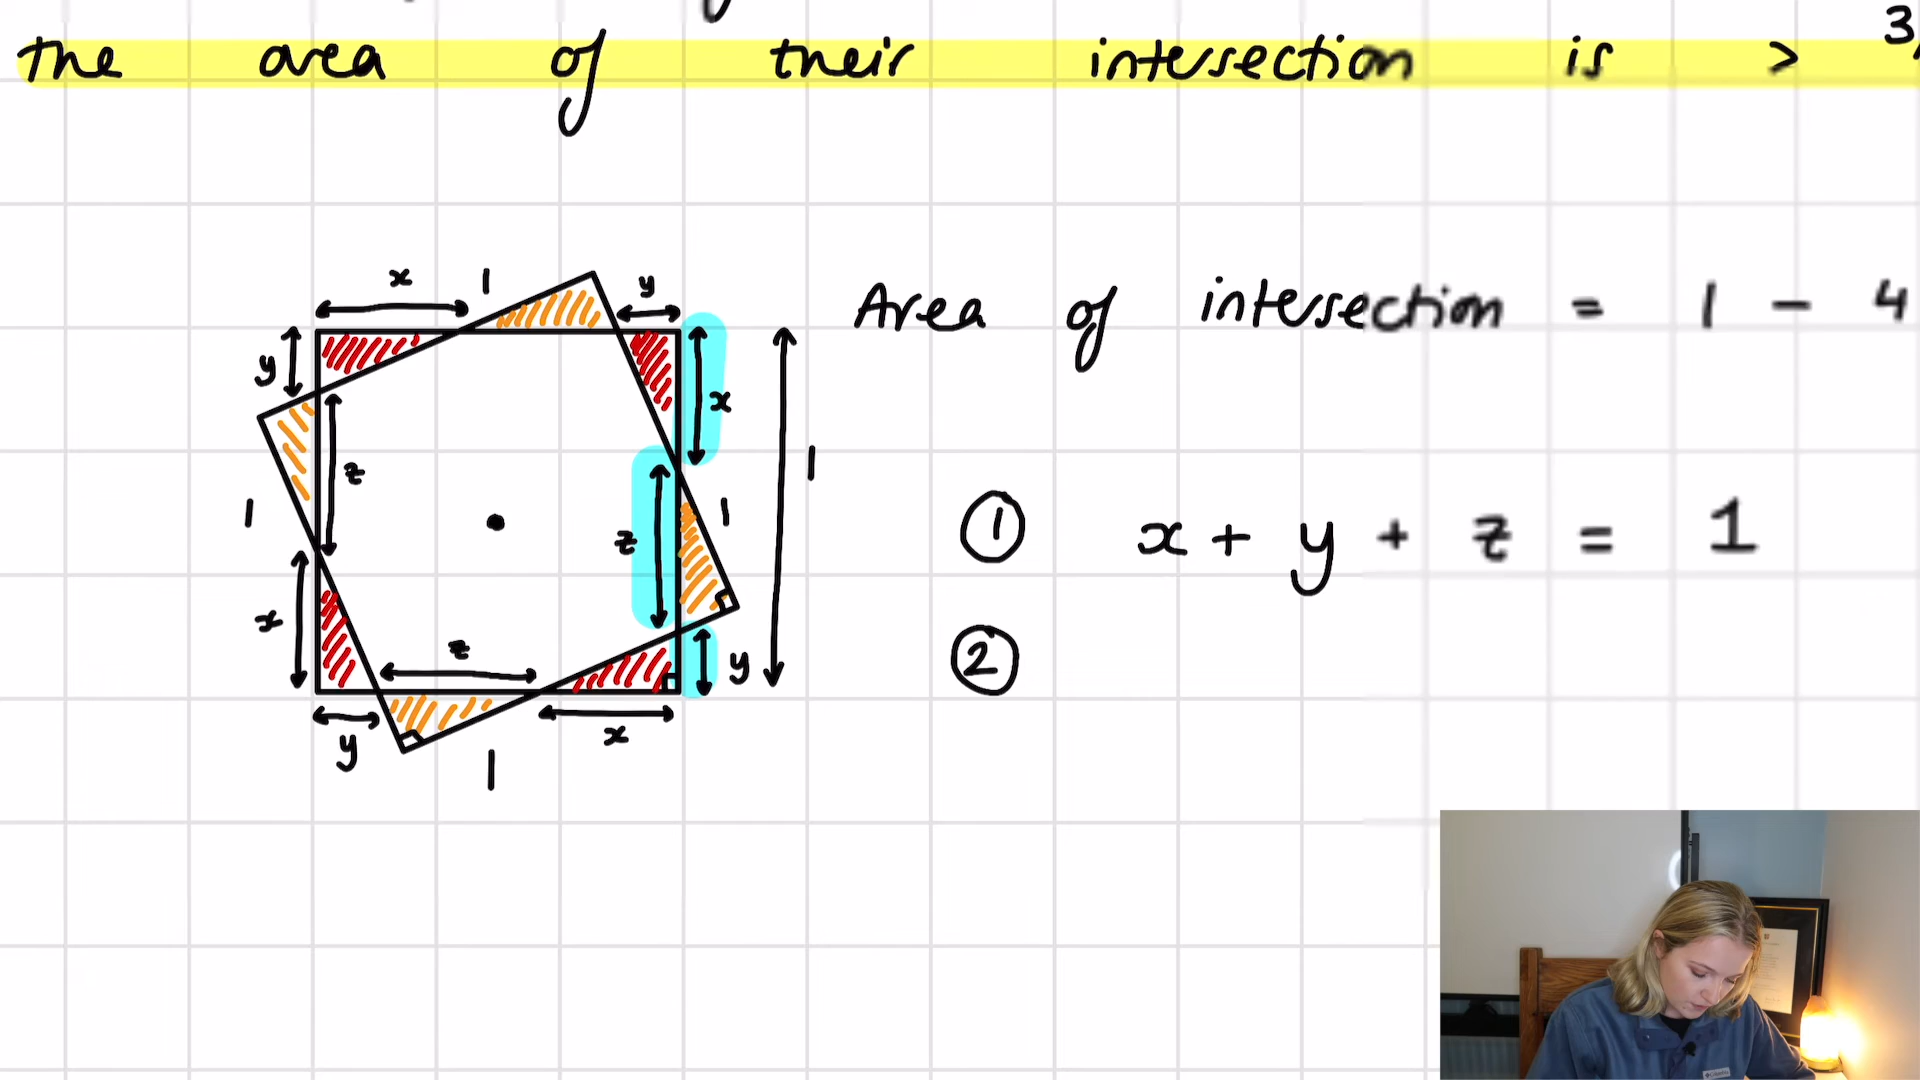 the area of their intersection is > 3
x 1 y
y
Area of intersection = 1 - 4
x
z
1
1 z 1
① x + y + z = 1
x
z y
②
y 1 x